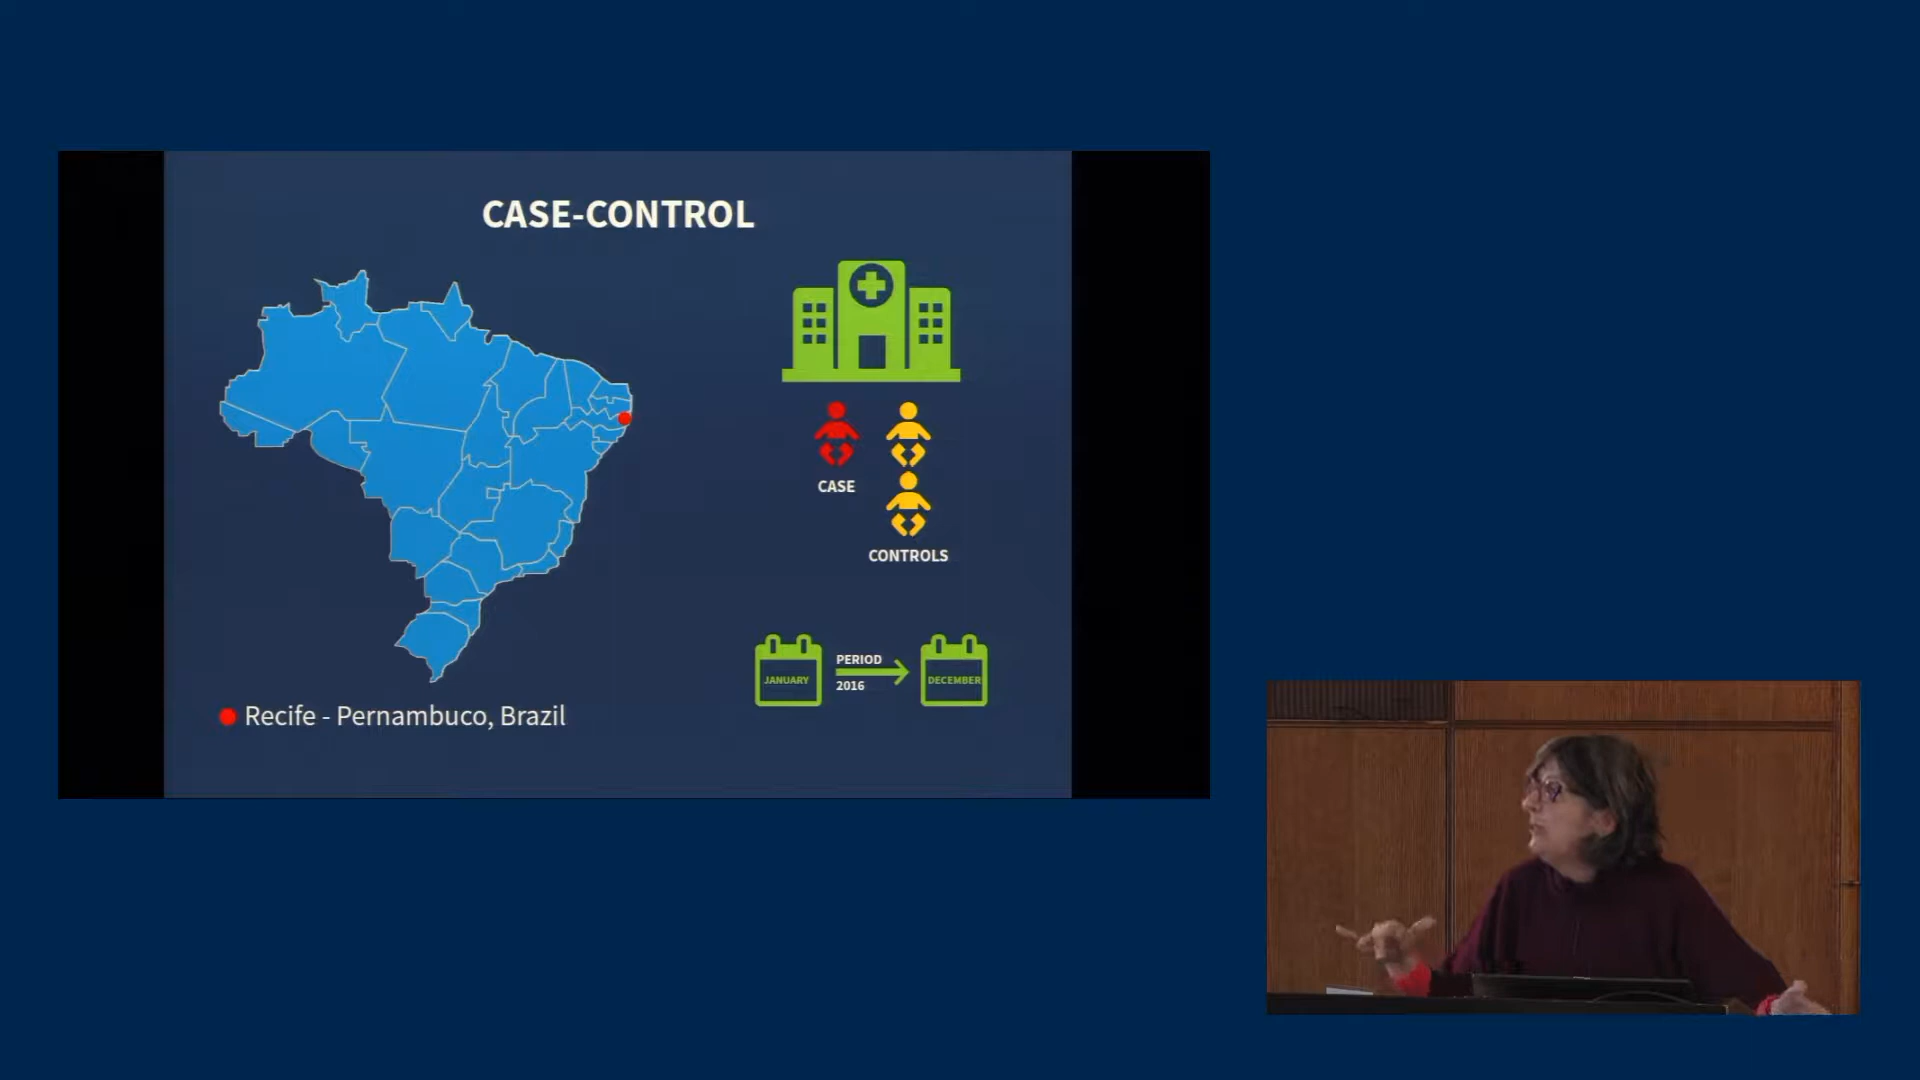 CASE-CONTROL
CASE
CONTROLS
JANUARY
PERIOD
2016
DECEMBER
Recife - Pernambuco, Brazil